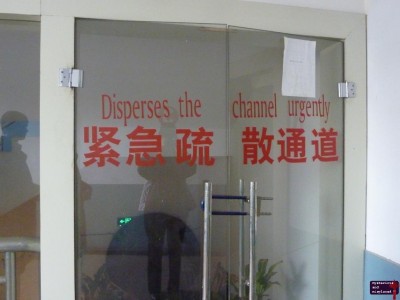 Disperses the channel urgently
紧急疏散通道